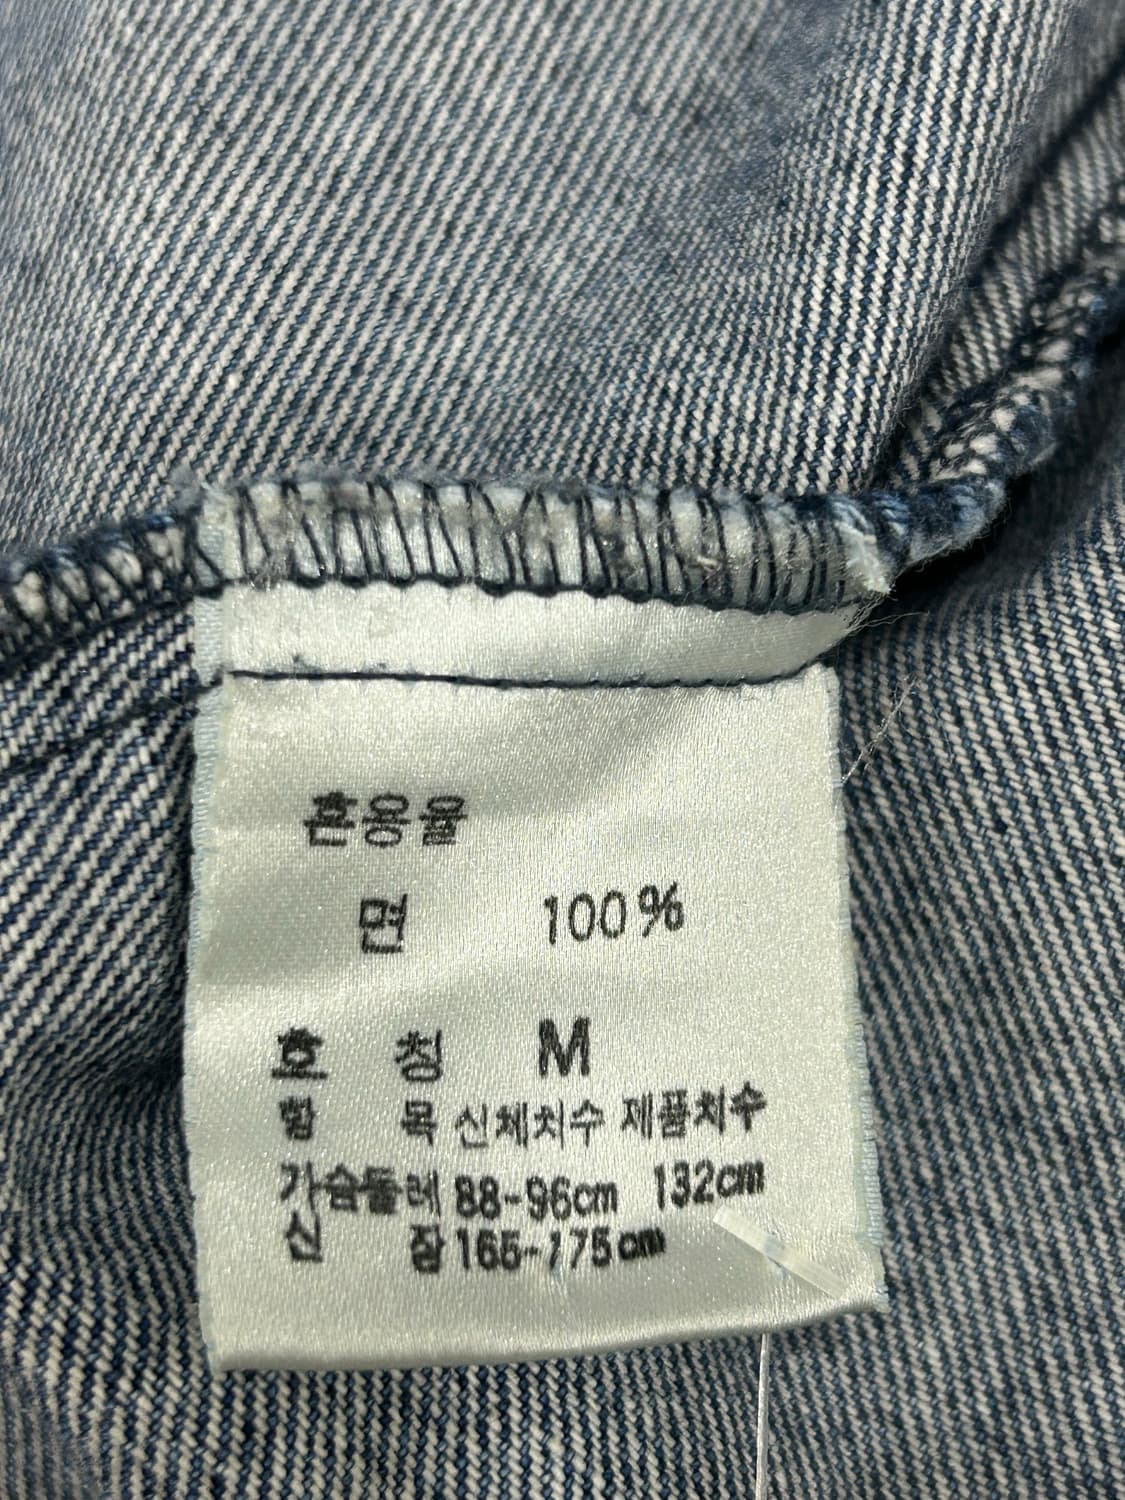 혼용율
면 100%
호 칭 M
항 목 신체치수 제품치수
가슴둘레 88-96cm 132cm
신 장 165-175cm